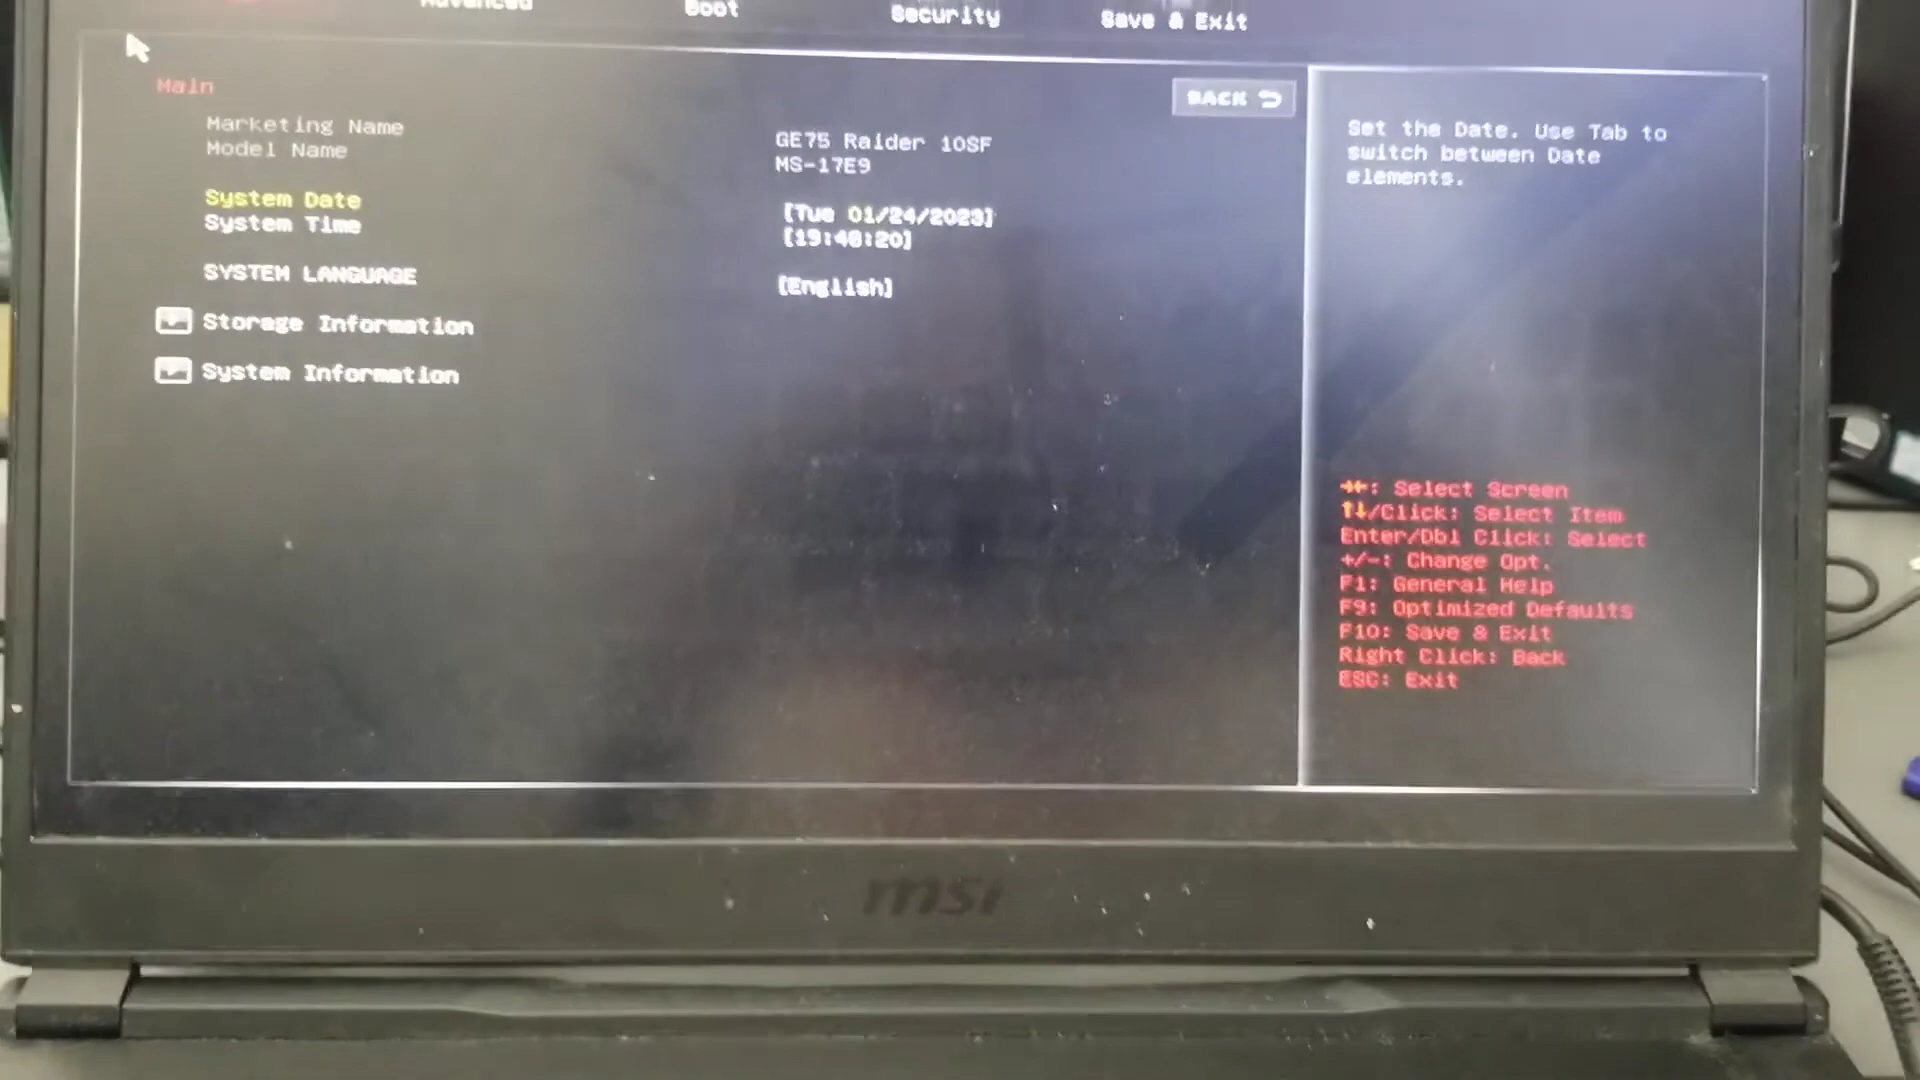 Advanced
Boot
Security
Save & Exit
Main
BACK
Marketing Name
GE75 Raider 10SF
Model Name
MS-17E9
System Date
[Tue 01/24/2023]
System Time
[19:48:20]
SYSTEM LANGUAGE
[English]
Storage Information
System Information
Set the Date. Use Tab to
switch between Date
elements.
→←: Select Screen
↑↓/Click: Select Item
Enter/Dbl Click: Select
+/-: Change Opt.
F1: General Help
F9: Optimized Defaults
F10: Save & Exit
Right Click: Back
ESC: Exit
msi